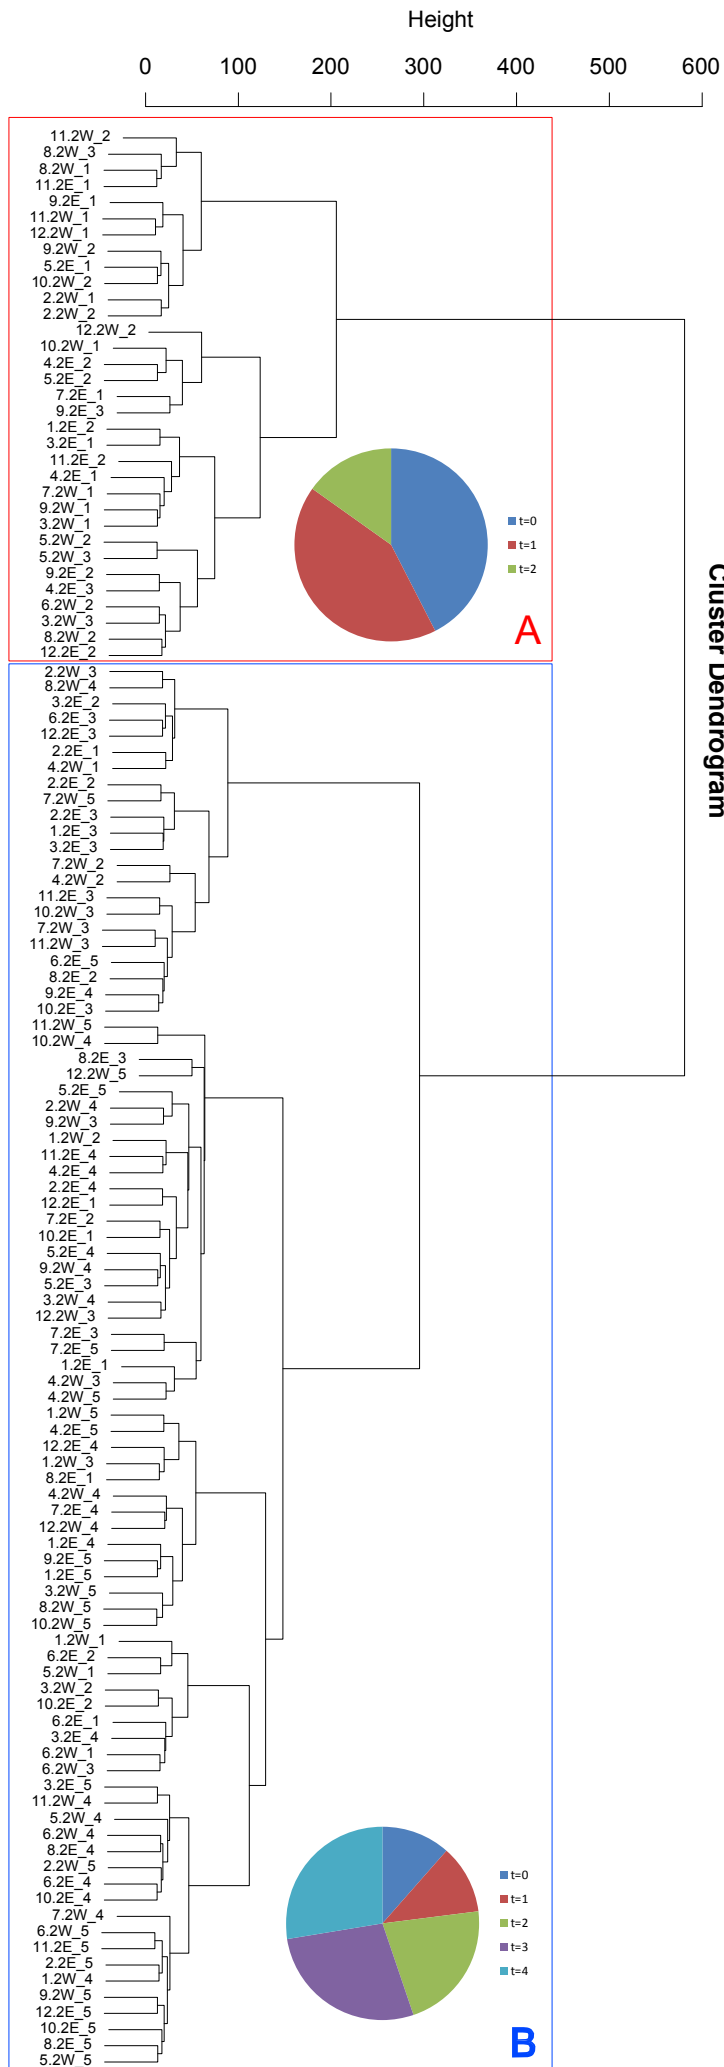 Height
0 100 200 300 400 500 600
11.2W_2
8.2W_3
8.2W_1
11.2E_1
9.2E_1
11.2W_1
12.2W_1
9.2W_2
5.2E_1
10.2W_2
2.2W_1
2.2W_2
12.2W_2
10.2W_1
4.2E_2
5.2E_2
7.2E_1
9.2E_3
1.2E_2
3.2E_1
11.2E_2
4.2E_1
7.2W_1
9.2W_1
3.2W_1
5.2W_2
5.2W_3
9.2E_2
4.2E_3
6.2W_2
3.2W_3
8.2W_2
12.2E_2
t=0
t=1
t=2
A
Cluster Dendrogram
2.2W_3
8.2W_4
3.2E_2
6.2E_3
12.2E_3
2.2E_1
4.2W_1
2.2E_2
7.2W_5
2.2E_3
1.2E_3
3.2E_3
7.2W_2
4.2W_2
11.2E_3
10.2W_3
7.2W_3
11.2W_3
6.2E_5
8.2E_2
9.2E_4
10.2E_3
11.2W_5
10.2W_4
8.2E_3
12.2W_5
5.2E_5
2.2W_4
9.2W_3
1.2W_2
11.2E_4
4.2E_4
2.2E_4
12.2E_1
7.2E_2
10.2E_1
5.2E_4
9.2W_4
5.2E_3
3.2W_4
12.2W_3
7.2E_3
7.2E_5
1.2E_1
4.2W_3
4.2W_5
1.2W_5
4.2E_5
12.2E_4
1.2W_3
8.2E_1
4.2W_4
7.2E_4
12.2W_4
1.2E_4
9.2E_5
1.2E_5
3.2W_5
8.2W_5
10.2W_5
1.2W_1
6.2E_2
5.2W_1
3.2W_2
10.2E_2
6.2E_1
3.2E_4
6.2W_1
6.2W_3
3.2E_5
11.2W_4
5.2W_4
6.2W_4
8.2E_4
2.2W_5
6.2E_4
10.2E_4
7.2W_4
6.2W_5
11.2E_5
2.2E_5
1.2W_4
9.2W_5
12.2E_5
10.2E_5
8.2E_5
5.2W_5
t=0
t=1
t=2
t=3
t=4
B